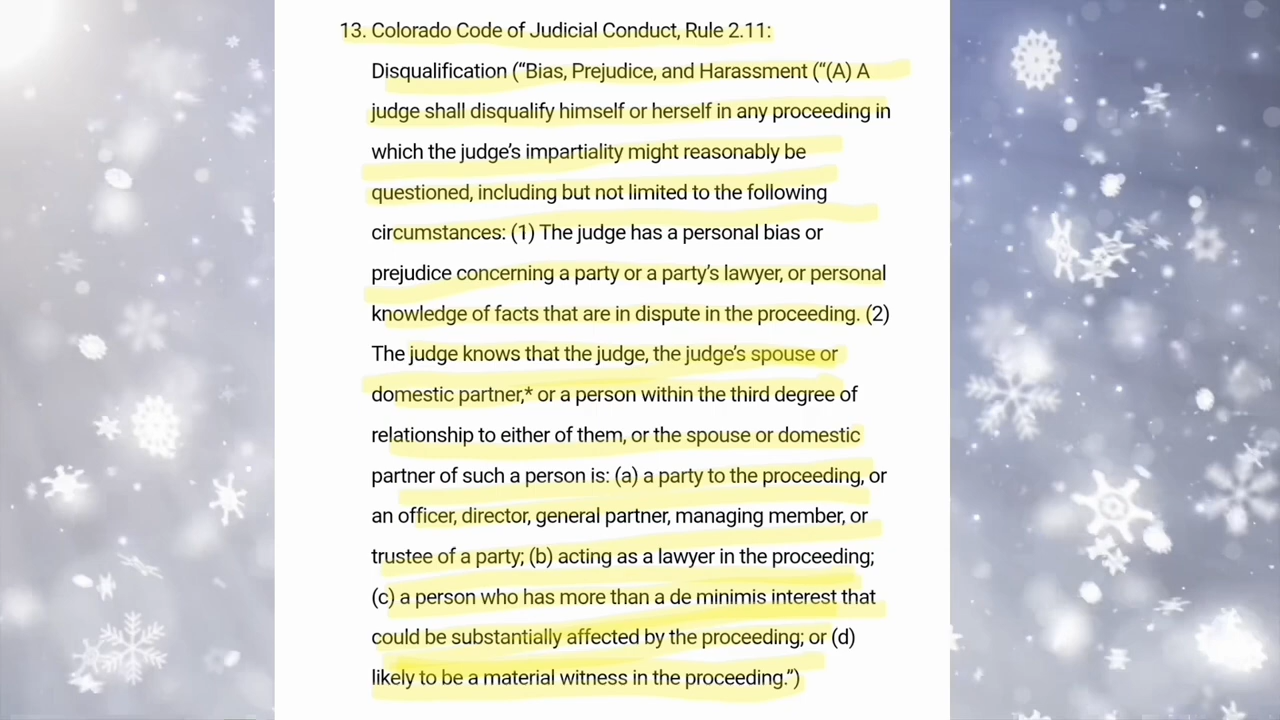 13. Colorado Code of Judicial Conduct, Rule 2.11:
Disqualification (“Bias, Prejudice, and Harassment (“(A) A
judge shall disqualify himself or herself in any proceeding in
which the judge’s impartiality might reasonably be
questioned, including but not limited to the following
circumstances: (1) The judge has a personal bias or
prejudice concerning a party or a party’s lawyer, or personal
knowledge of facts that are in dispute in the proceeding. (2)
The judge knows that the judge, the judge’s spouse or
domestic partner,* or a person within the third degree of
relationship to either of them, or the spouse or domestic
partner of such a person is: (a) a party to the proceeding, or
an officer, director, general partner, managing member, or
trustee of a party; (b) acting as a lawyer in the proceeding;
(c) a person who has more than a de minimis interest that
could be substantially affected by the proceeding; or (d)
likely to be a material witness in the proceeding.”)